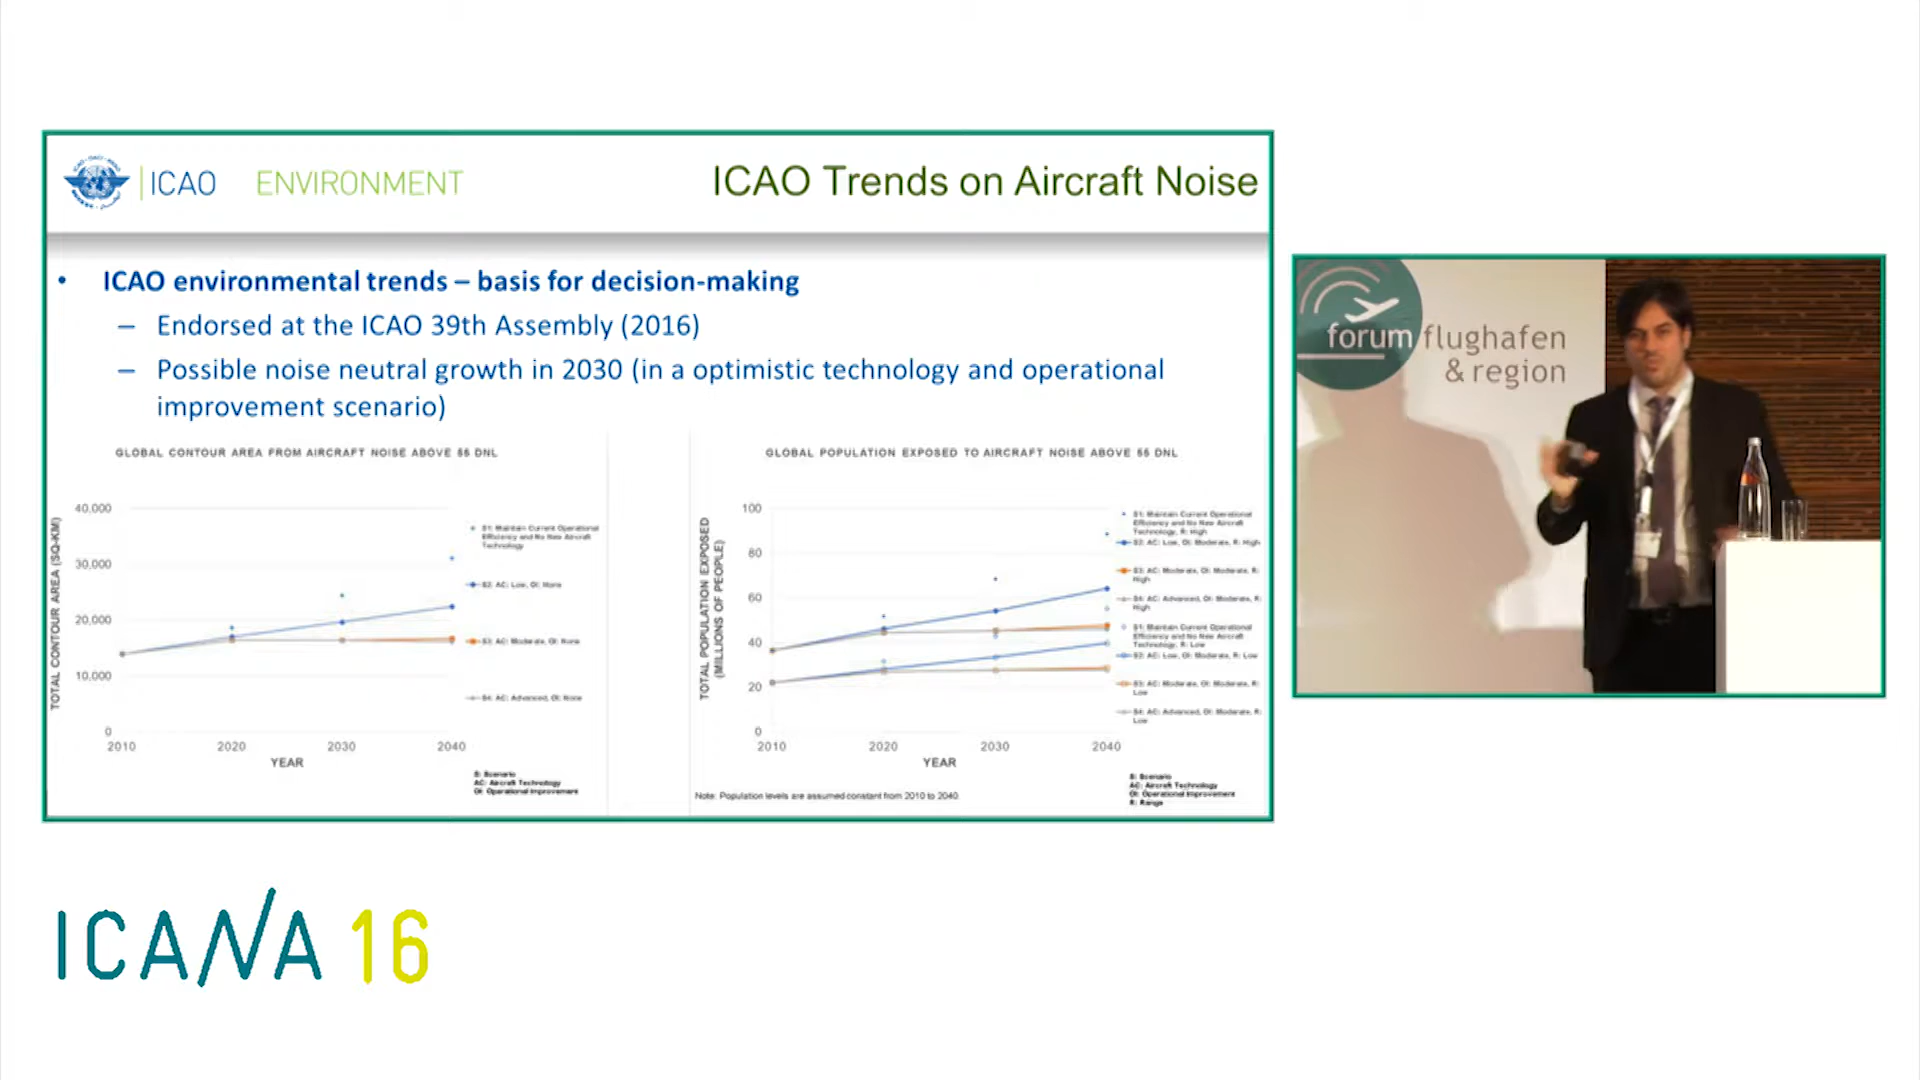 ICAO ENVIRONMENT
ICAO Trends on Aircraft Noise
• ICAO environmental trends – basis for decision-making
– Endorsed at the ICAO 39th Assembly (2016)
– Possible noise neutral growth in 2030 (in a optimistic technology and operational
improvement scenario)
GLOBAL CONTOUR AREA FROM AIRCRAFT NOISE ABOVE 55 DNL
TOTAL CONTOUR AREA (SQ-KM)
40,000
30,000
20,000
10,000
0
2010 2020 2030 2040
YEAR
S1: Maintain Current Operational
Efficiency and No New Aircraft
Technology
S2: AC: Low, OI: None
S3: AC: Moderate, OI: None
S4: AC: Advanced, OI: None
S: Scenario
AC: Aircraft Technology
OI: Operational Improvement
GLOBAL POPULATION EXPOSED TO AIRCRAFT NOISE ABOVE 55 DNL
TOTAL POPULATION EXPOSED
(MILLIONS OF PEOPLE)
100
80
60
40
20
0
2010 2020 2030 2040
YEAR
S1: Maintain Current Operational
Efficiency and No New Aircraft
Technology, R: High
S2: AC: Low, OI: Moderate, R: High
S3: AC: Moderate, OI: Moderate, R:
High
S4: AC: Advanced, OI: Moderate, R:
High
S1: Maintain Current Operational
Efficiency and No New Aircraft
Technology, R: Low
S2: AC: Low, OI: Moderate, R: Low
S3: AC: Moderate, OI: Moderate, R:
Low
S4: AC: Advanced, OI: Moderate, R:
Low
Note: Population levels are assumed constant from 2010 to 2040
S: Scenario
AC: Aircraft Technology
OI: Operational Improvement
R: Range
forum flughafen
& region
ICANA 16